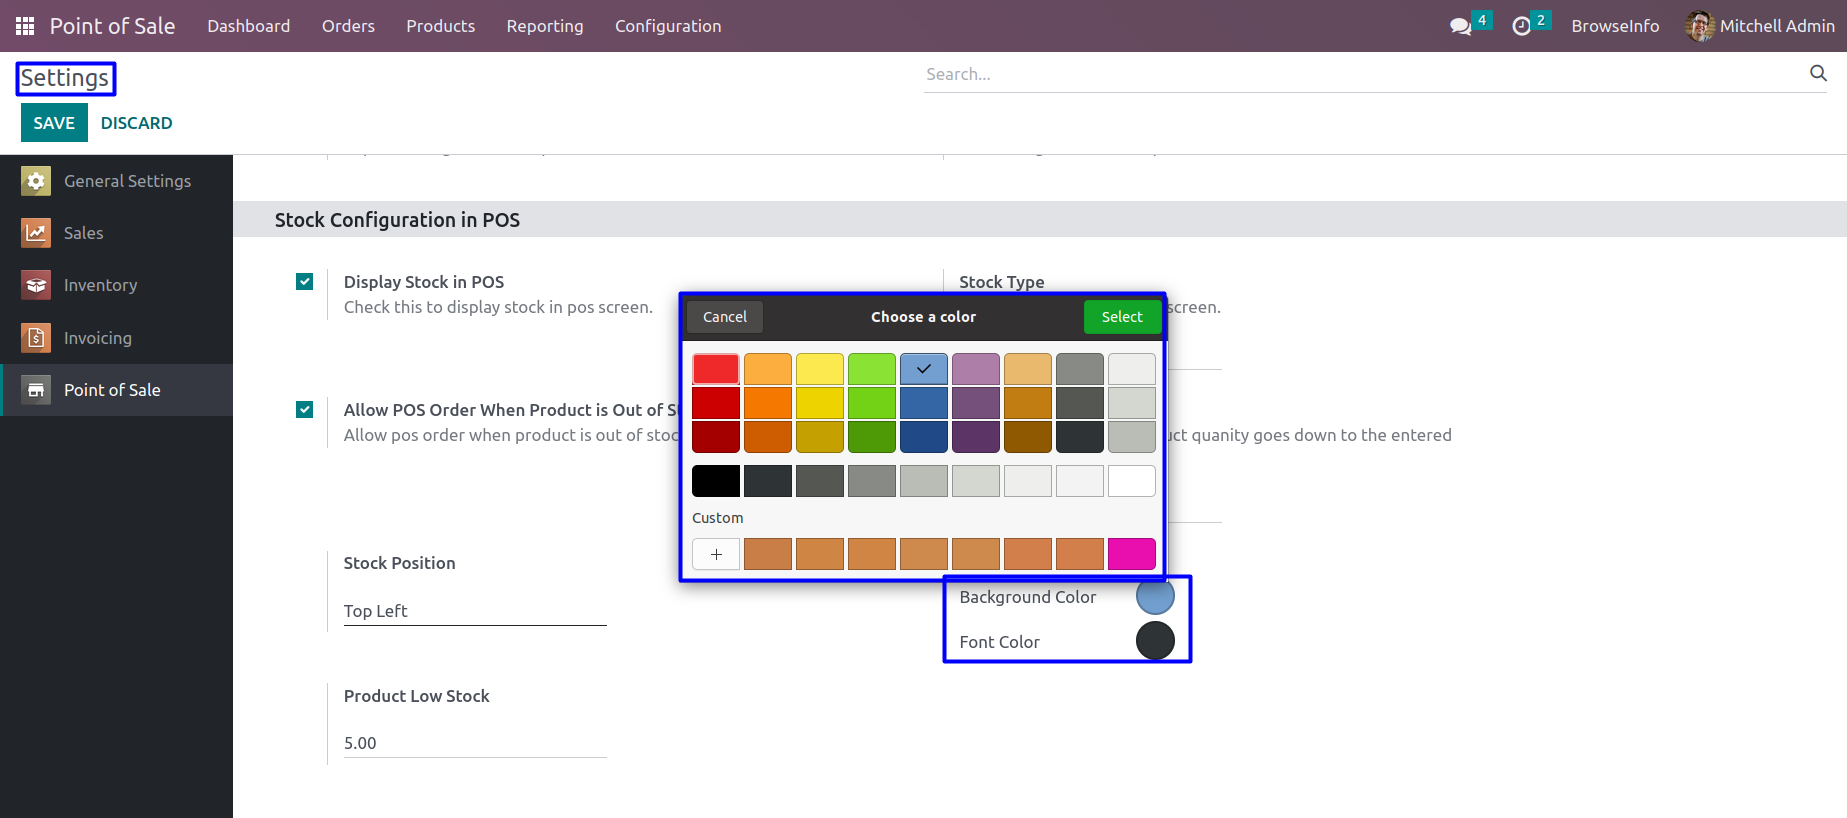 Point of Sale Dashboard Orders Products Reporting Configuration 4 2 BrowseInfo Mitchell Admin
Settings
Search...
SAVE DISCARD
General Settings
Sales
Inventory
Invoicing
Point of Sale
Stock Configuration in POS
Display Stock in POS
Check this to display stock in pos screen.
Stock Type
screen.
Allow POS Order When Product is Out of S
Allow pos order when product is out of stoc
uct quanity goes down to the entered
Cancel Choose a color Select
Custom
+
Stock Position
Top Left
Background Color
Font Color
Product Low Stock
5.00